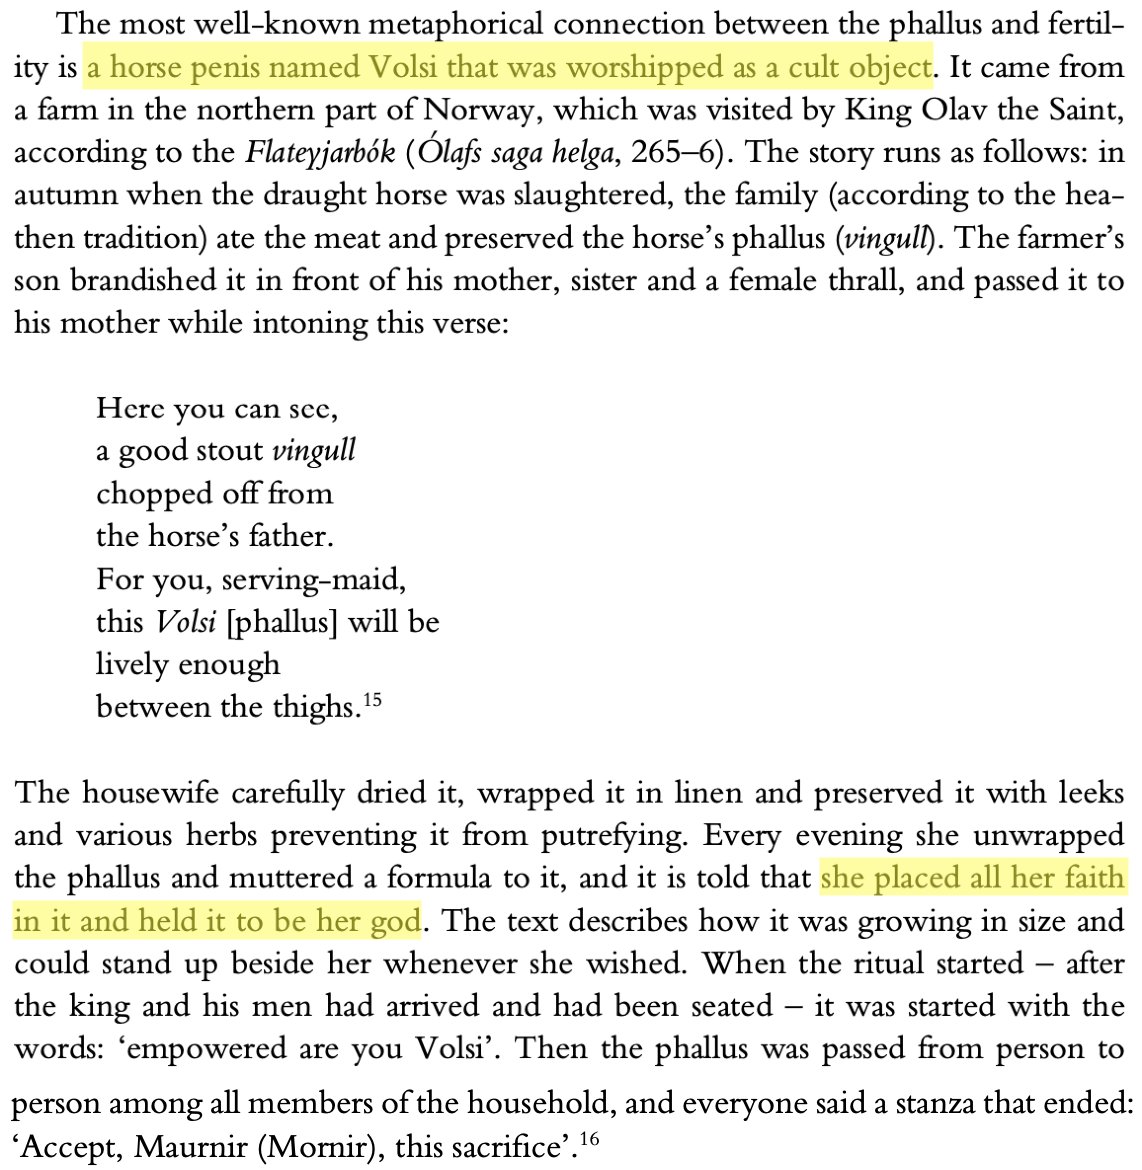 The most well-known metaphorical connection between the phallus and fertil-
ity is a horse penis named Volsi that was worshipped as a cult object. It came from
a farm in the northern part of Norway, which was visited by King Olav the Saint,
according to the Flateyjarbók (Ólafs saga helga, 265–6). The story runs as follows: in
autumn when the draught horse was slaughtered, the family (according to the hea-
then tradition) ate the meat and preserved the horse’s phallus (vingull). The farmer’s
son brandished it in front of his mother, sister and a female thrall, and passed it to
his mother while intoning this verse:
Here you can see,
a good stout vingull
chopped off from
the horse’s father.
For you, serving-maid,
this Volsi [phallus] will be
lively enough
between the thighs.15
The housewife carefully dried it, wrapped it in linen and preserved it with leeks
and various herbs preventing it from putrefying. Every evening she unwrapped
the phallus and muttered a formula to it, and it is told that she placed all her faith
in it and held it to be her god. The text describes how it was growing in size and
could stand up beside her whenever she wished. When the ritual started – after
the king and his men had arrived and had been seated – it was started with the
words: ‘empowered are you Volsi’. Then the phallus was passed from person to
person among all members of the household, and everyone said a stanza that ended:
‘Accept, Maurnir (Mornir), this sacrifice’.16